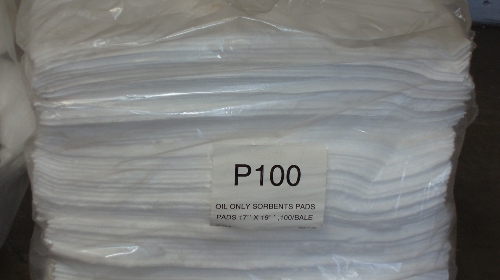 P100
OIL ONLY SORBENTS PADS
PADS 17" X 19" ,100/BALE